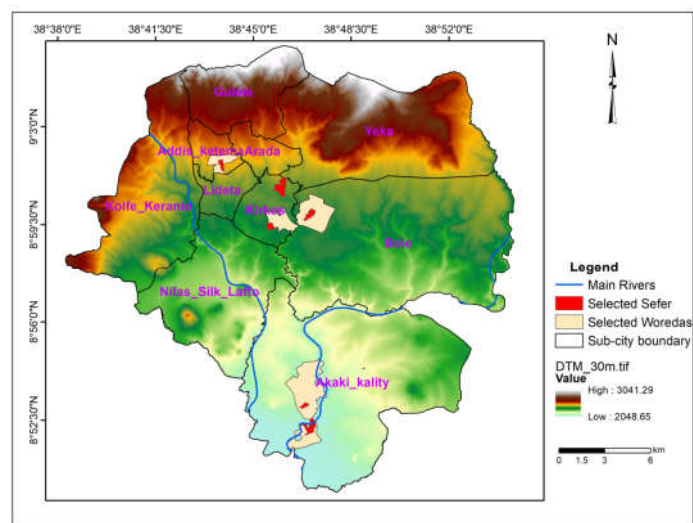 38°38'0"E 38°41'30"E 38°45'0"E 38°48'30"E 38°52'0"E
N
9°3'0"N
8°59'30"N
8°56'0"N
8°52'30"N
Gulele
Yeka
Addis_ketema Arada
Lideta
Kirkos
Kolfe_Keranio
Bole
Nifas_Silk_Lafto
Akaki_kality
Legend
Main Rivers
Selected Sefer
Selected Woredas
Sub-city boundary
DTM_30m.tif
Value
High : 3041.29
Low : 2048.65
0 1.5 3 6
km